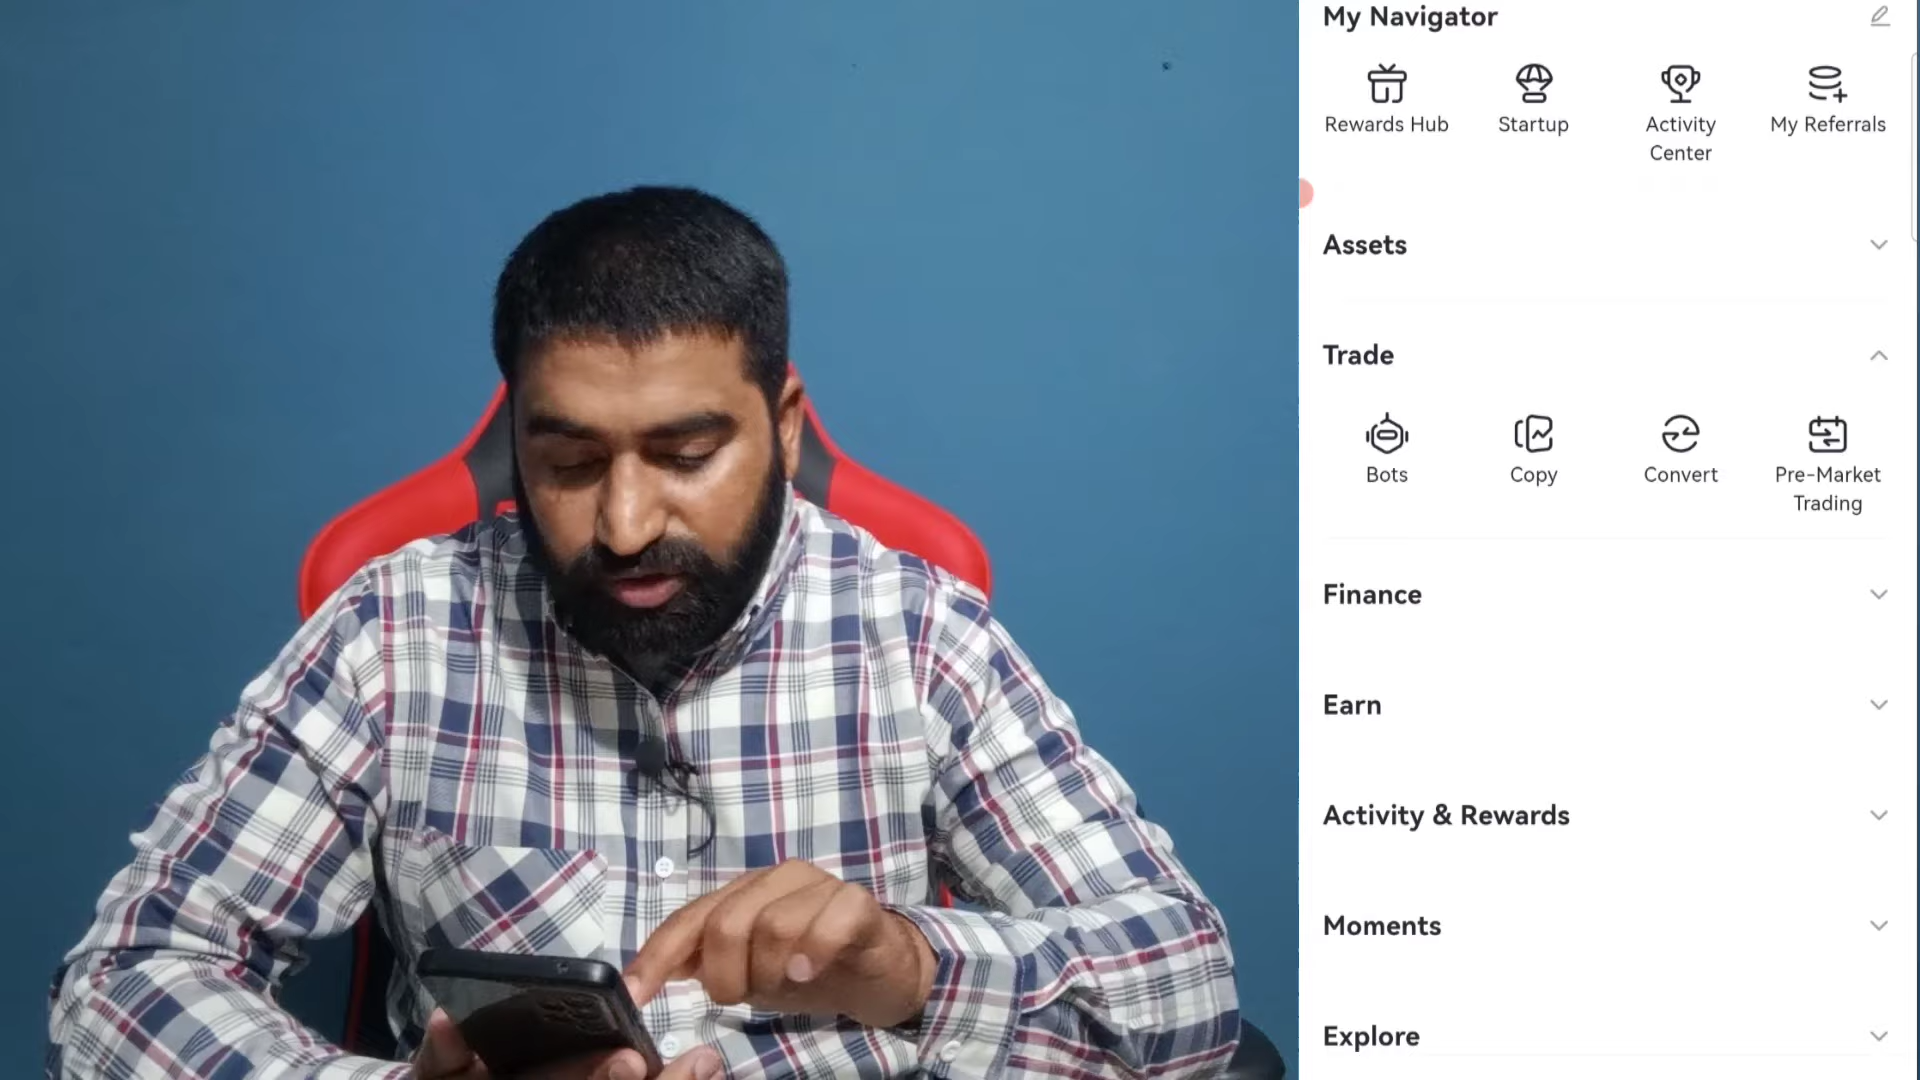 My Navigator
Rewards Hub
Startup
Activity
Center
My Referrals
Assets
Trade
Bots
Copy
Convert
Pre-Market
Trading
Finance
Earn
Activity & Rewards
Moments
Explore